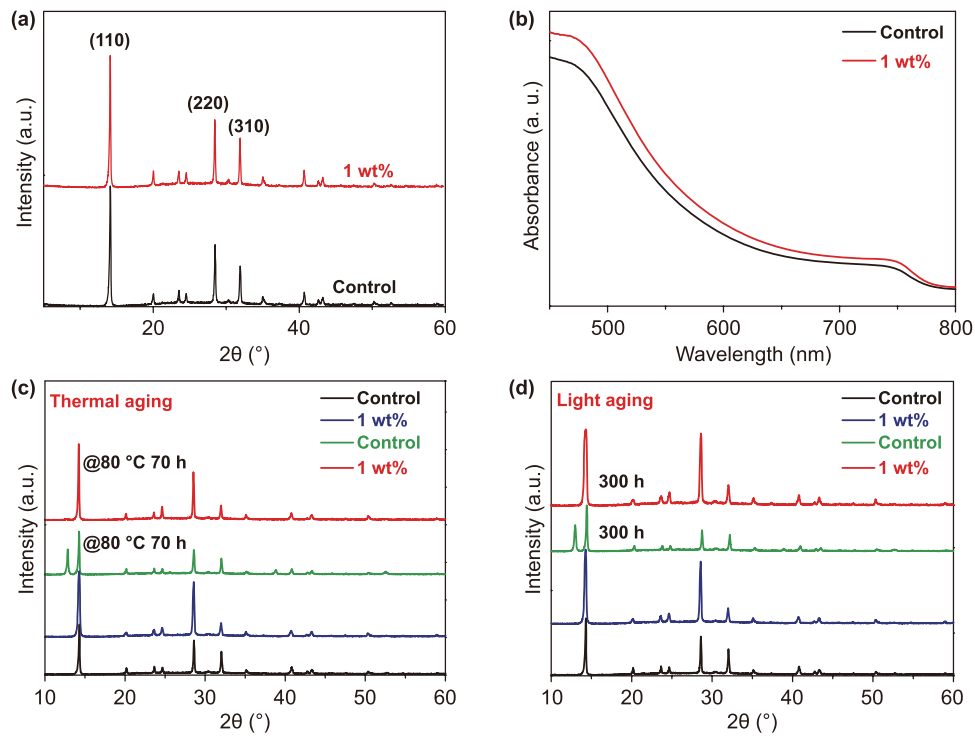 (a)
(110)
(220)
(310)
1 wt%
Control
Intensity (a.u.)
20
40
60
2θ (°)
(b)
Control
1 wt%
Absorbance (a. u.)
500
600
700
800
Wavelength (nm)
(c)
Thermal aging
Control
1 wt%
Control
1 wt%
@80 °C 70 h
@80 °C 70 h
Intensity (a.u.)
10
20
30
40
50
60
2θ (°)
(d)
Light aging
Control
1 wt%
Control
1 wt%
300 h
300 h
Intensity (a.u.)
10
20
30
40
50
60
2θ (°)